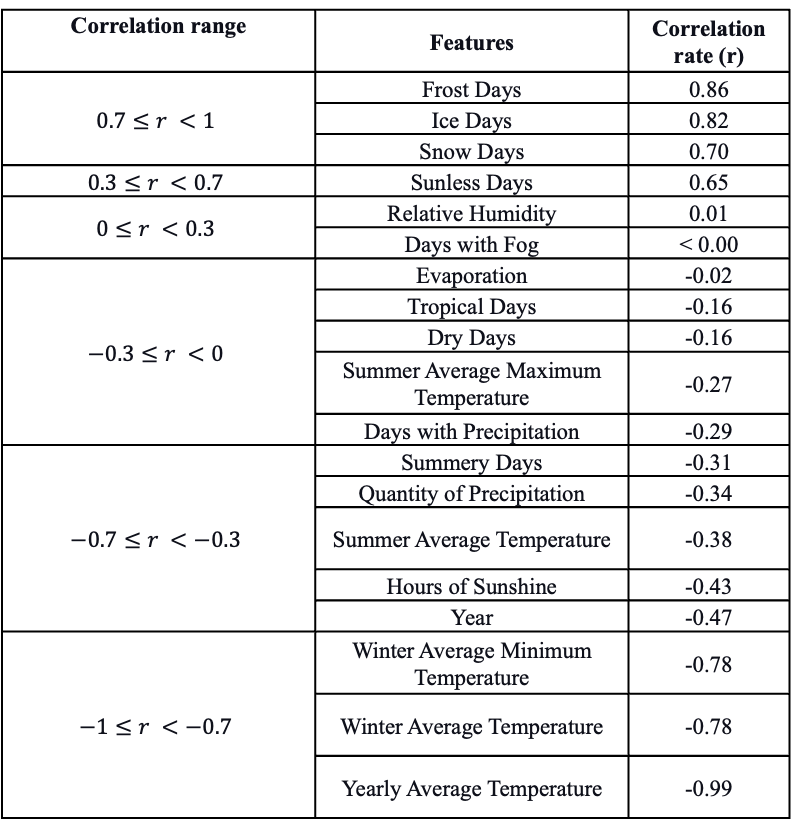 Correlation range Features Correlation
rate (r)
0.7 ≤ r < 1 Frost Days 0.86
Ice Days 0.82
Snow Days 0.70
0.3 ≤ r < 0.7 Sunless Days 0.65
0 ≤ r < 0.3 Relative Humidity 0.01
Days with Fog < 0.00
−0.3 ≤ r < 0 Evaporation -0.02
Tropical Days -0.16
Dry Days -0.16
Summer Average Maximum
Temperature -0.27
Days with Precipitation -0.29
−0.7 ≤ r < −0.3 Summery Days -0.31
Quantity of Precipitation -0.34
Summer Average Temperature -0.38
Hours of Sunshine -0.43
Year -0.47
−1 ≤ r < −0.7 Winter Average Minimum
Temperature -0.78
Winter Average Temperature -0.78
Yearly Average Temperature -0.99